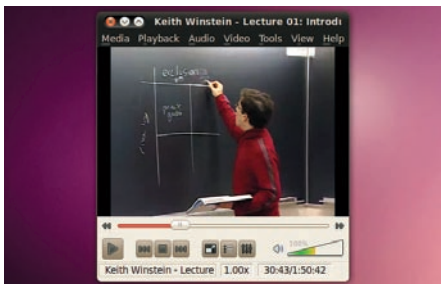 Keith Winstein - Lecture 01: Introdu
Media Playback Audio Video Tools View Help
100%
Keith Winstein - Lecture 1.00x 30:43/1:50:42